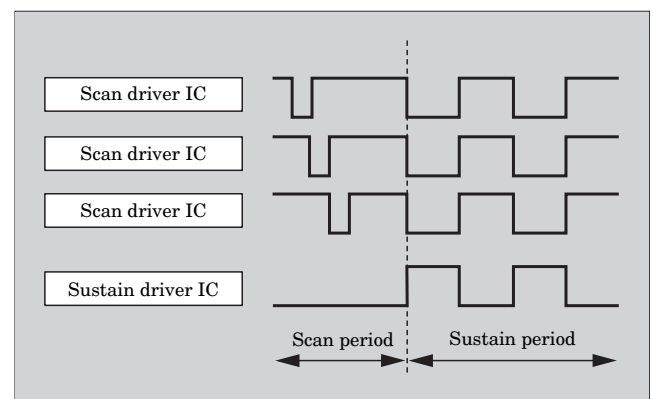 Scan driver IC
Scan driver IC
Scan driver IC
Sustain driver IC
Scan period
Sustain period